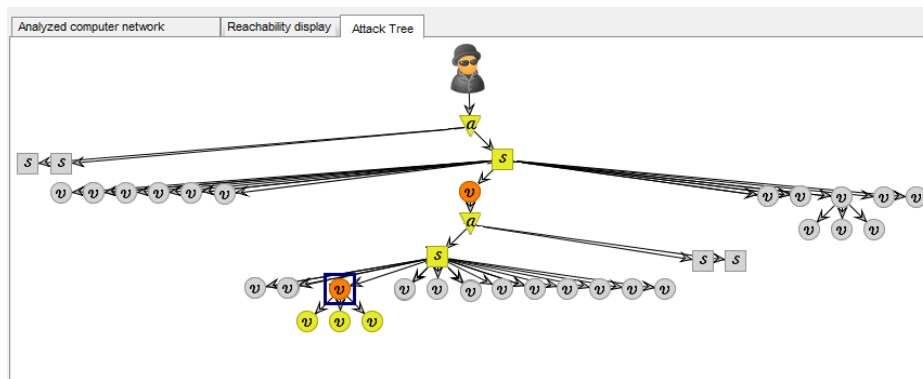 Analyzed computer network Reachability display Attack Tree
a
s s s
v v v v v v v v v v v v
a v v v
s s s
v v v v v v v v v v v v
v v v